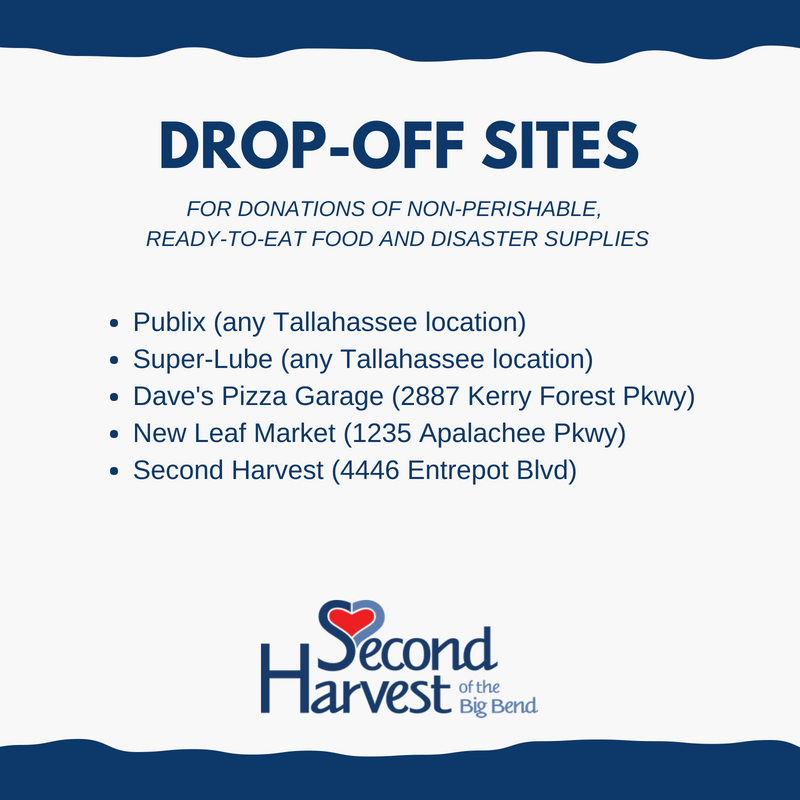 DROP-OFF SITES
FOR DONATIONS OF NON-PERISHABLE,
READY-TO-EAT FOOD AND DISASTER SUPPLIES
• Publix (any Tallahassee location)
• Super-Lube (any Tallahassee location)
• Dave's Pizza Garage (2887 Kerry Forest Pkwy)
• New Leaf Market (1235 Apalachee Pkwy)
• Second Harvest (4446 Entrepot Blvd)
Second
Harvest of the
Big Bend